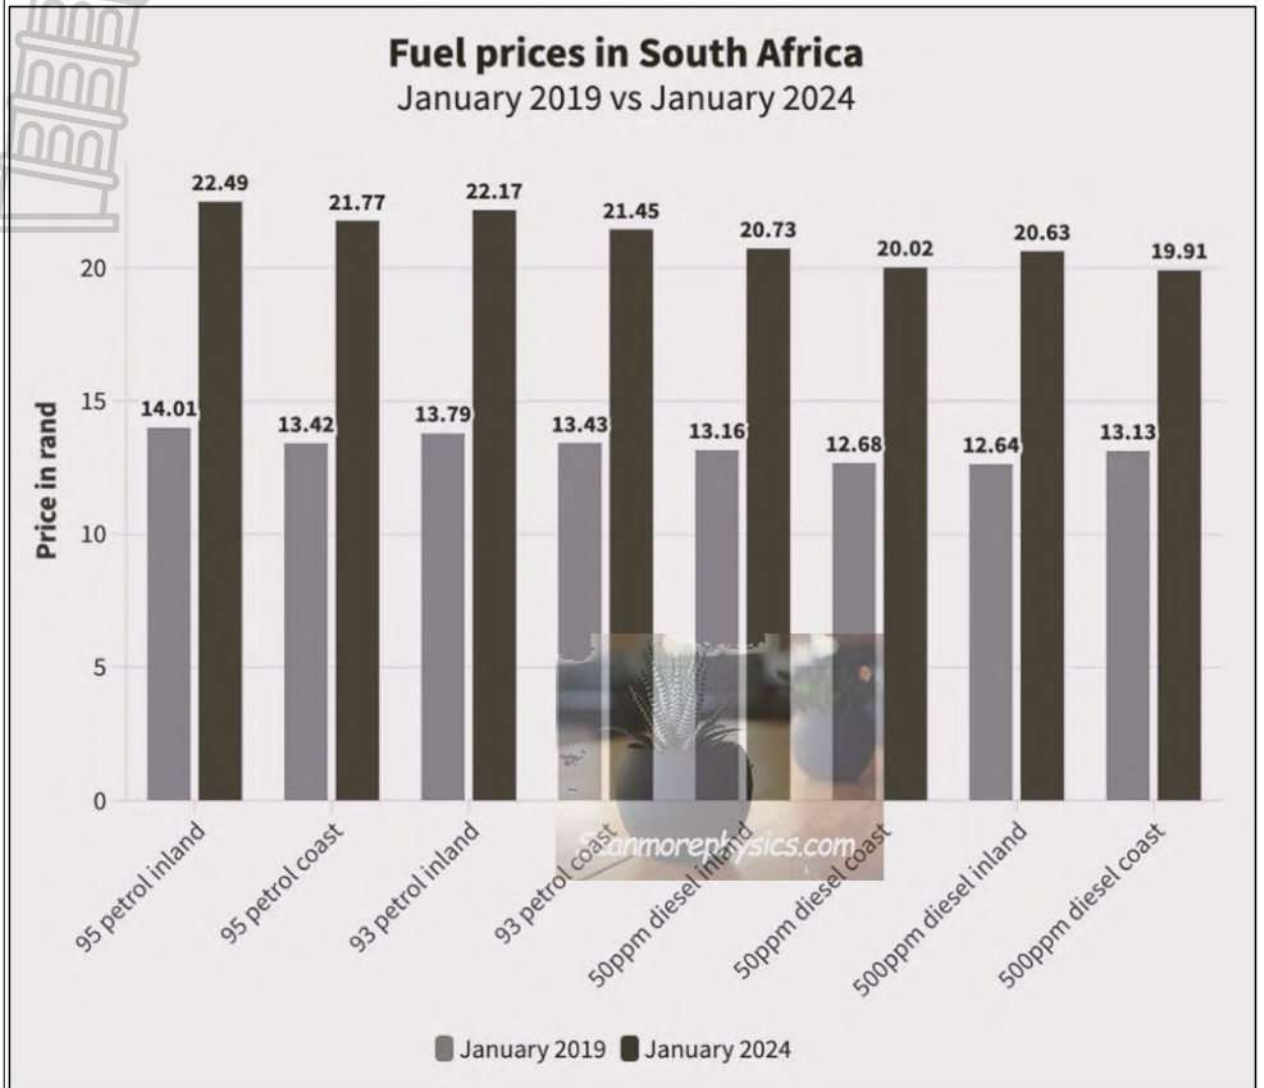 Fuel prices in South Africa
January 2019 vs January 2024
22.49
21.77
22.17
21.45
20.73
20.02
20.63
19.91
20
15
14.01
13.42
13.79
13.43
13.16
12.68
12.64
13.13
Price in rand
10
5
0
95 petrol inland
95 petrol coast
93 petrol inland
93 petrol coast
50ppm diesel inland
50ppm diesel coast
500ppm diesel inland
500ppm diesel coast
Stanmorephysics.com
January 2019
January 2024